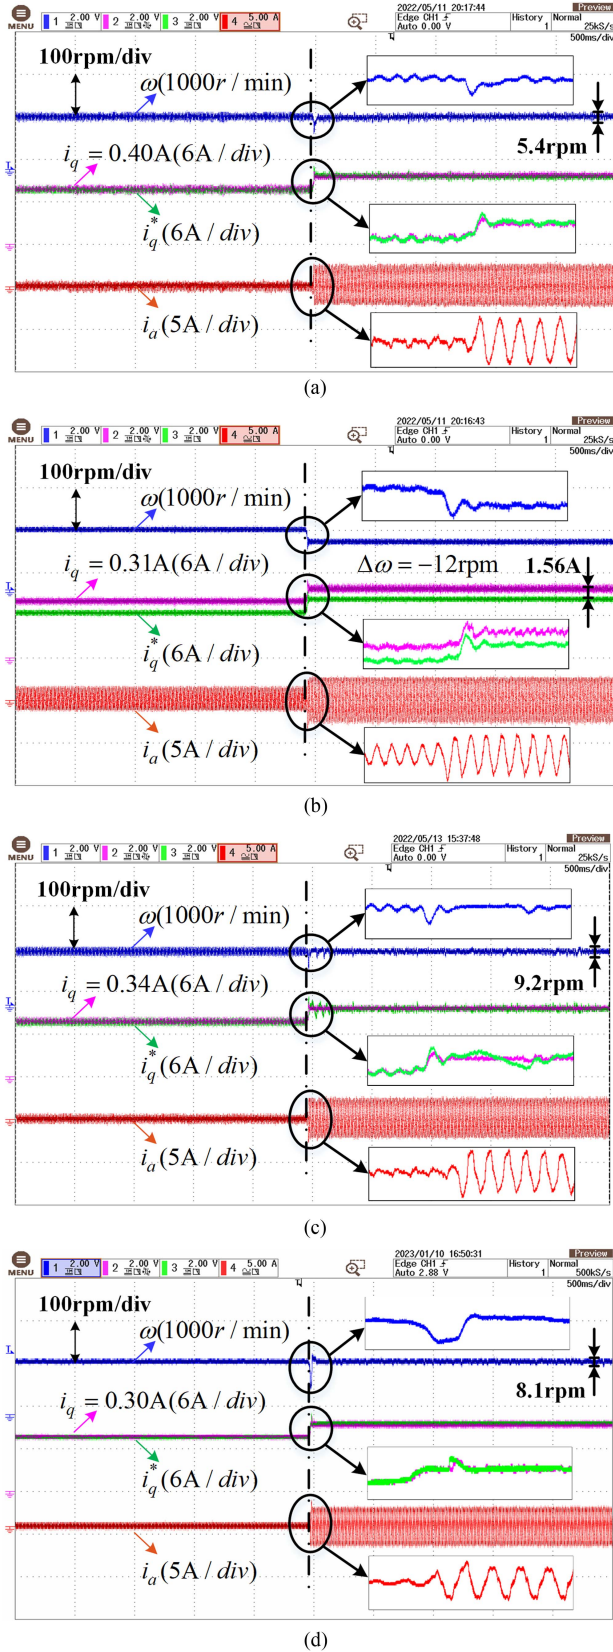 2022/05/11 20:17:44 Preview
MENU 1 2.00 V 2 2.00 V 3 2.00 V 4 5.00 A Edge CH1 History Normal
Auto 0.00 V 1 25kS/s
500ms/div
100rpm/div
ω(1000r / min)
5.4rpm
i_q = 0.40A(6A / div)
i_q^*(6A / div)
i_a(5A / div)
(a)
2022/05/11 20:16:43 Preview
MENU 1 2.00 V 2 2.00 V 3 2.00 V 4 5.00 A Edge CH1 History Normal
Auto 0.00 V 1 25kS/s
500ms/div
100rpm/div
ω(1000r / min)
i_q = 0.31A(6A / div) Δω = −12rpm 1.56A
i_q^*(6A / div)
i_a(5A / div)
(b)
2022/05/13 15:37:48 Preview
MENU 1 2.00 V 2 2.00 V 3 2.00 V 4 5.00 A Edge CH1 History Normal
Auto 0.00 V 1 25kS/s
500ms/div
100rpm/div
ω(1000r / min)
i_q = 0.34A(6A / div) 9.2rpm
i_q^*(6A / div)
i_a(5A / div)
(c)
2023/01/10 16:50:31 Preview
MENU 1 2.00 V 2 2.00 V 3 2.00 V 4 5.00 A Edge CH1 History Normal
Auto 2.88 V 1 500kS/s
500ms/div
100rpm/div
ω(1000r / min)
i_q = 0.30A(6A / div) 8.1rpm
i_q^*(6A / div)
i_a(5A / div)
(d)